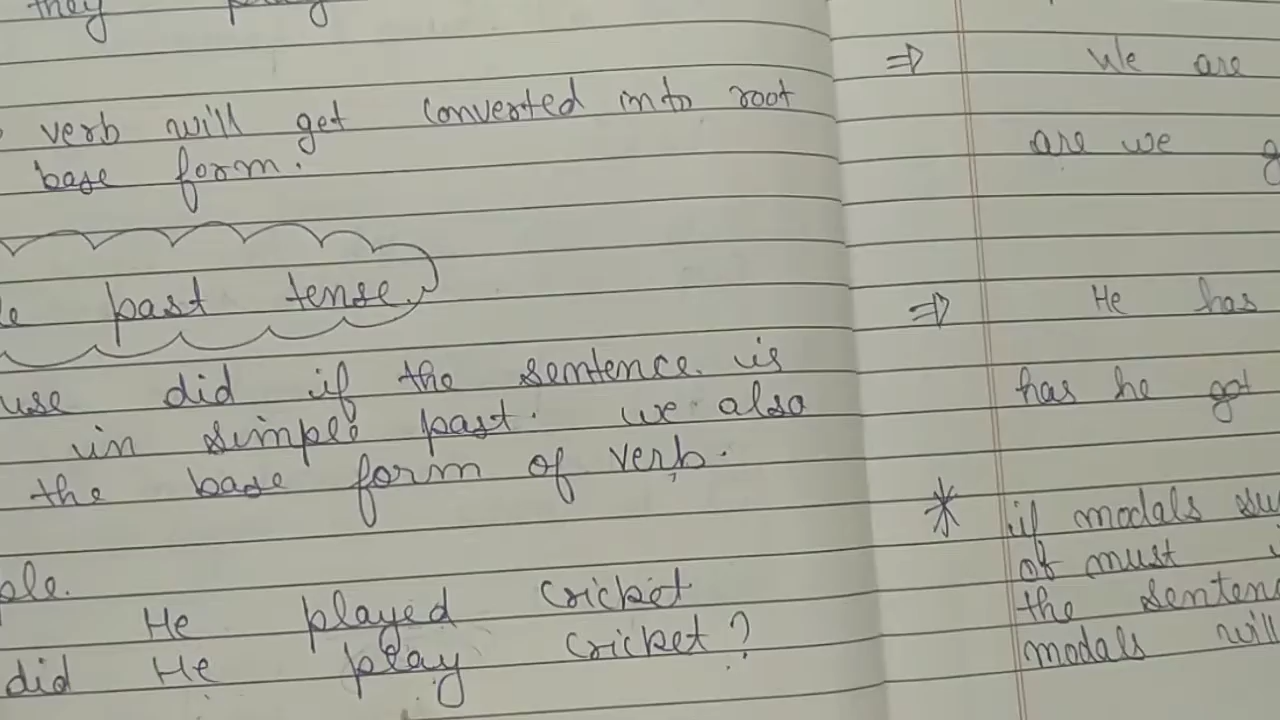 they
verb will get converted into root
base form.
past tense.
use did if the sentence is
in simple past. we also
the base form of verb.
He played cricket
did He play cricket?
⇒ We are
are we
⇒ He has
has he got
* if modals
of must
the
modals will